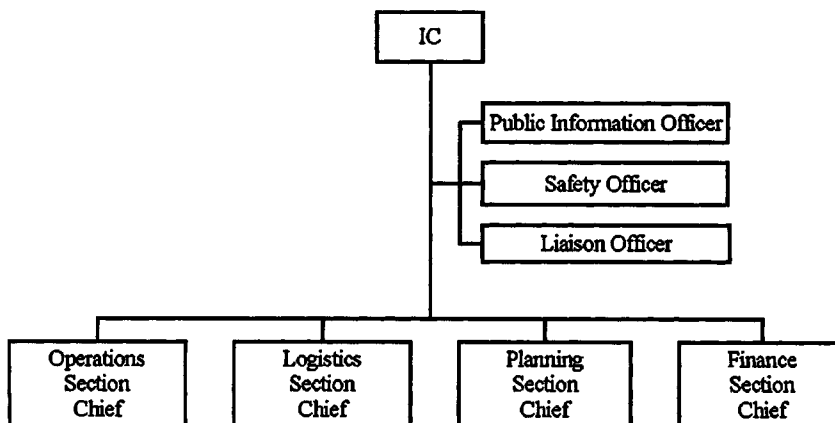 IC
Public Information Officer
Safety Officer
Liaison Officer
Operations
Section
Chief
Logistics
Section
Chief
Planning
Section
Chief
Finance
Section
Chief